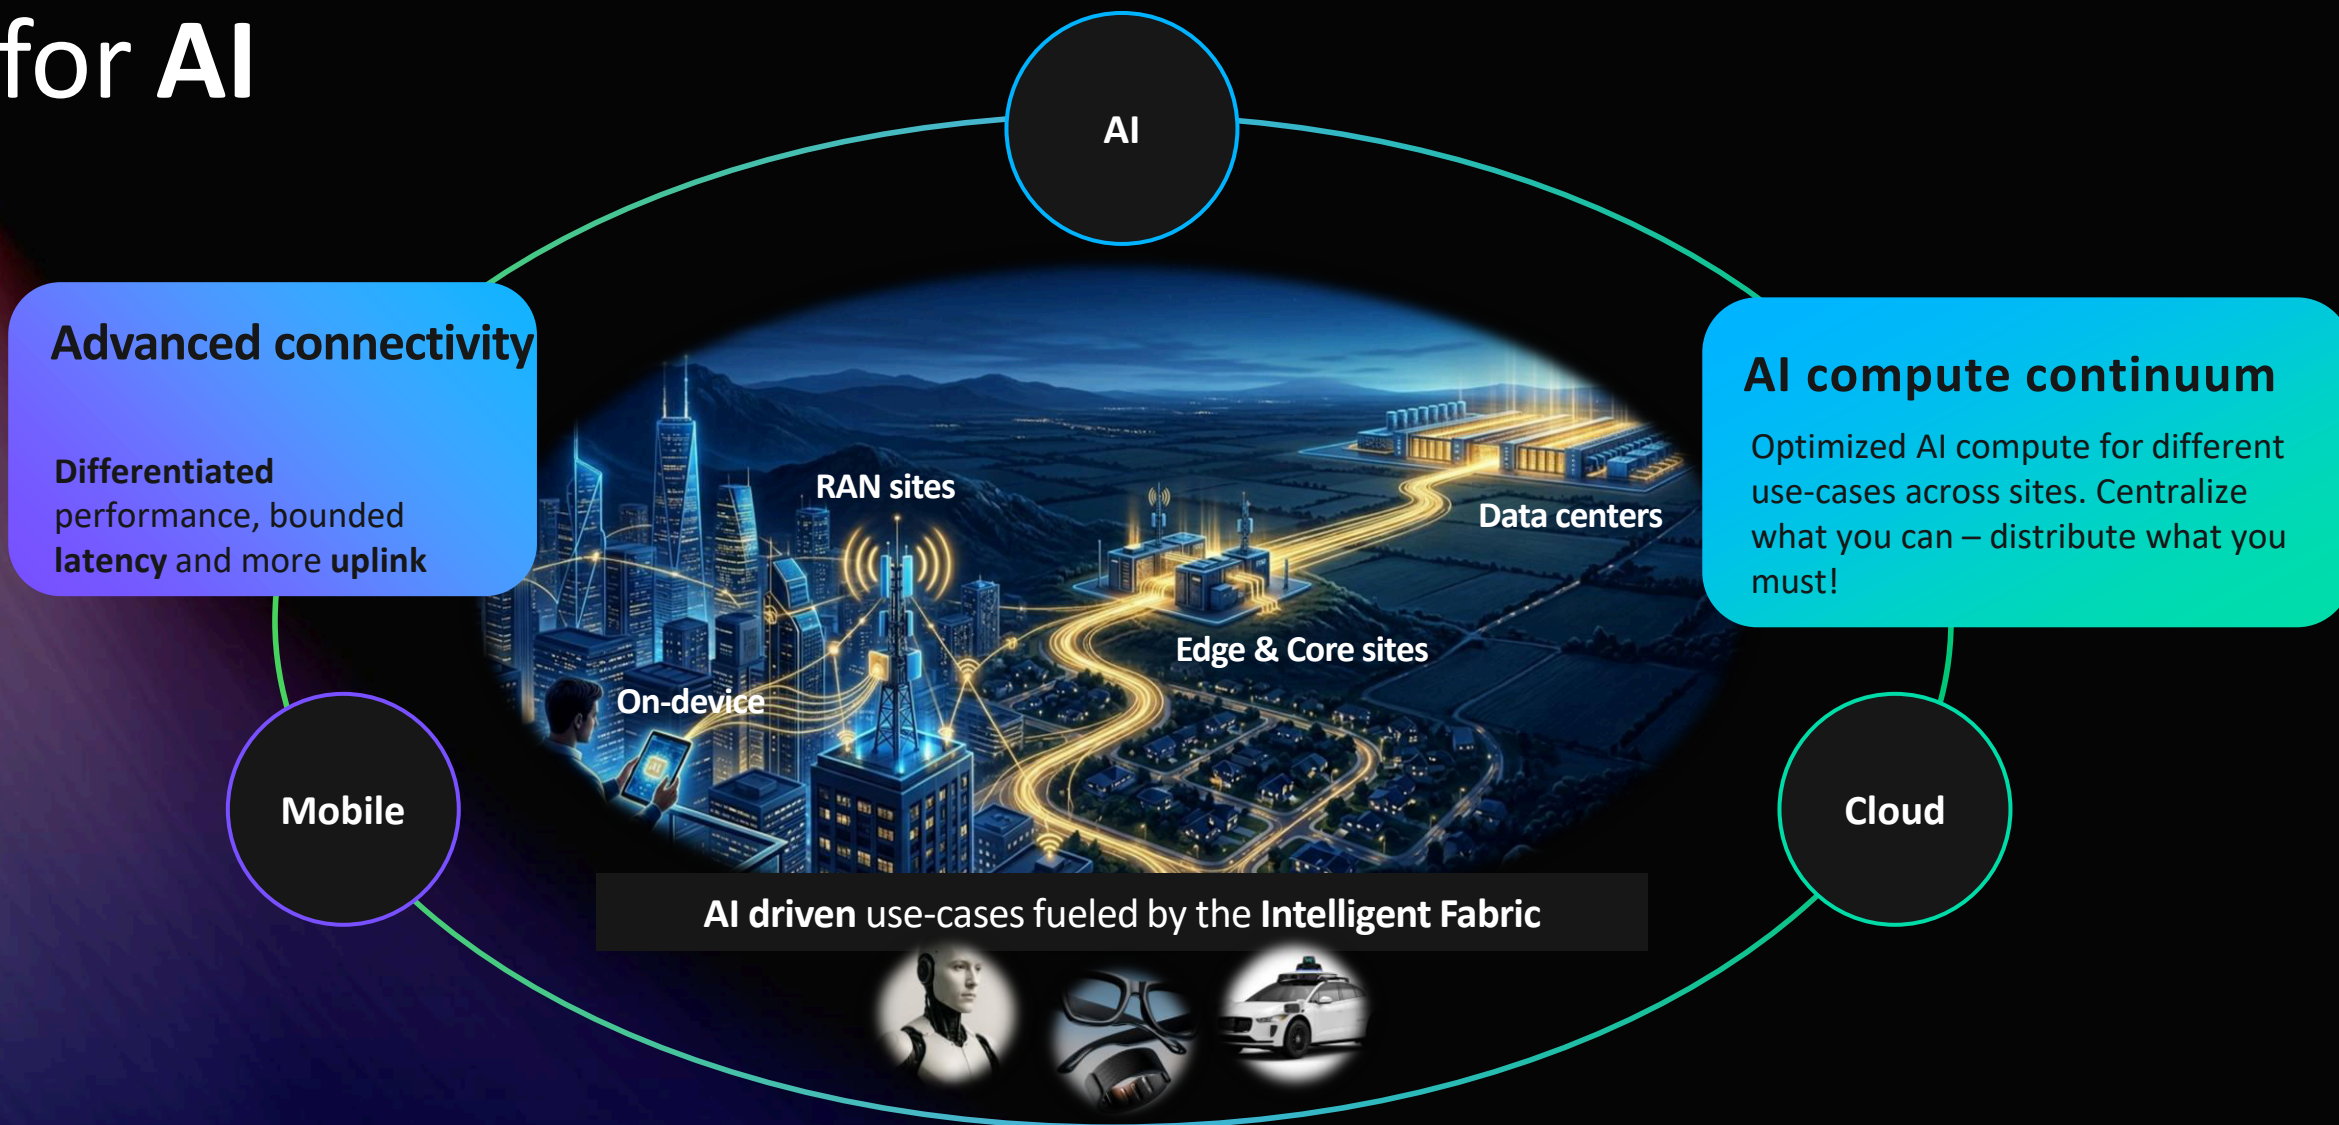 for AI
AI
Advanced connectivity
Differentiated
performance, bounded
latency and more uplink
AI compute continuum
Optimized AI compute for different
use-cases across sites. Centralize
what you can – distribute what you
must!
RAN sites
Data centers
Edge & Core sites
On-device
Mobile
Cloud
AI driven use-cases fueled by the Intelligent Fabric